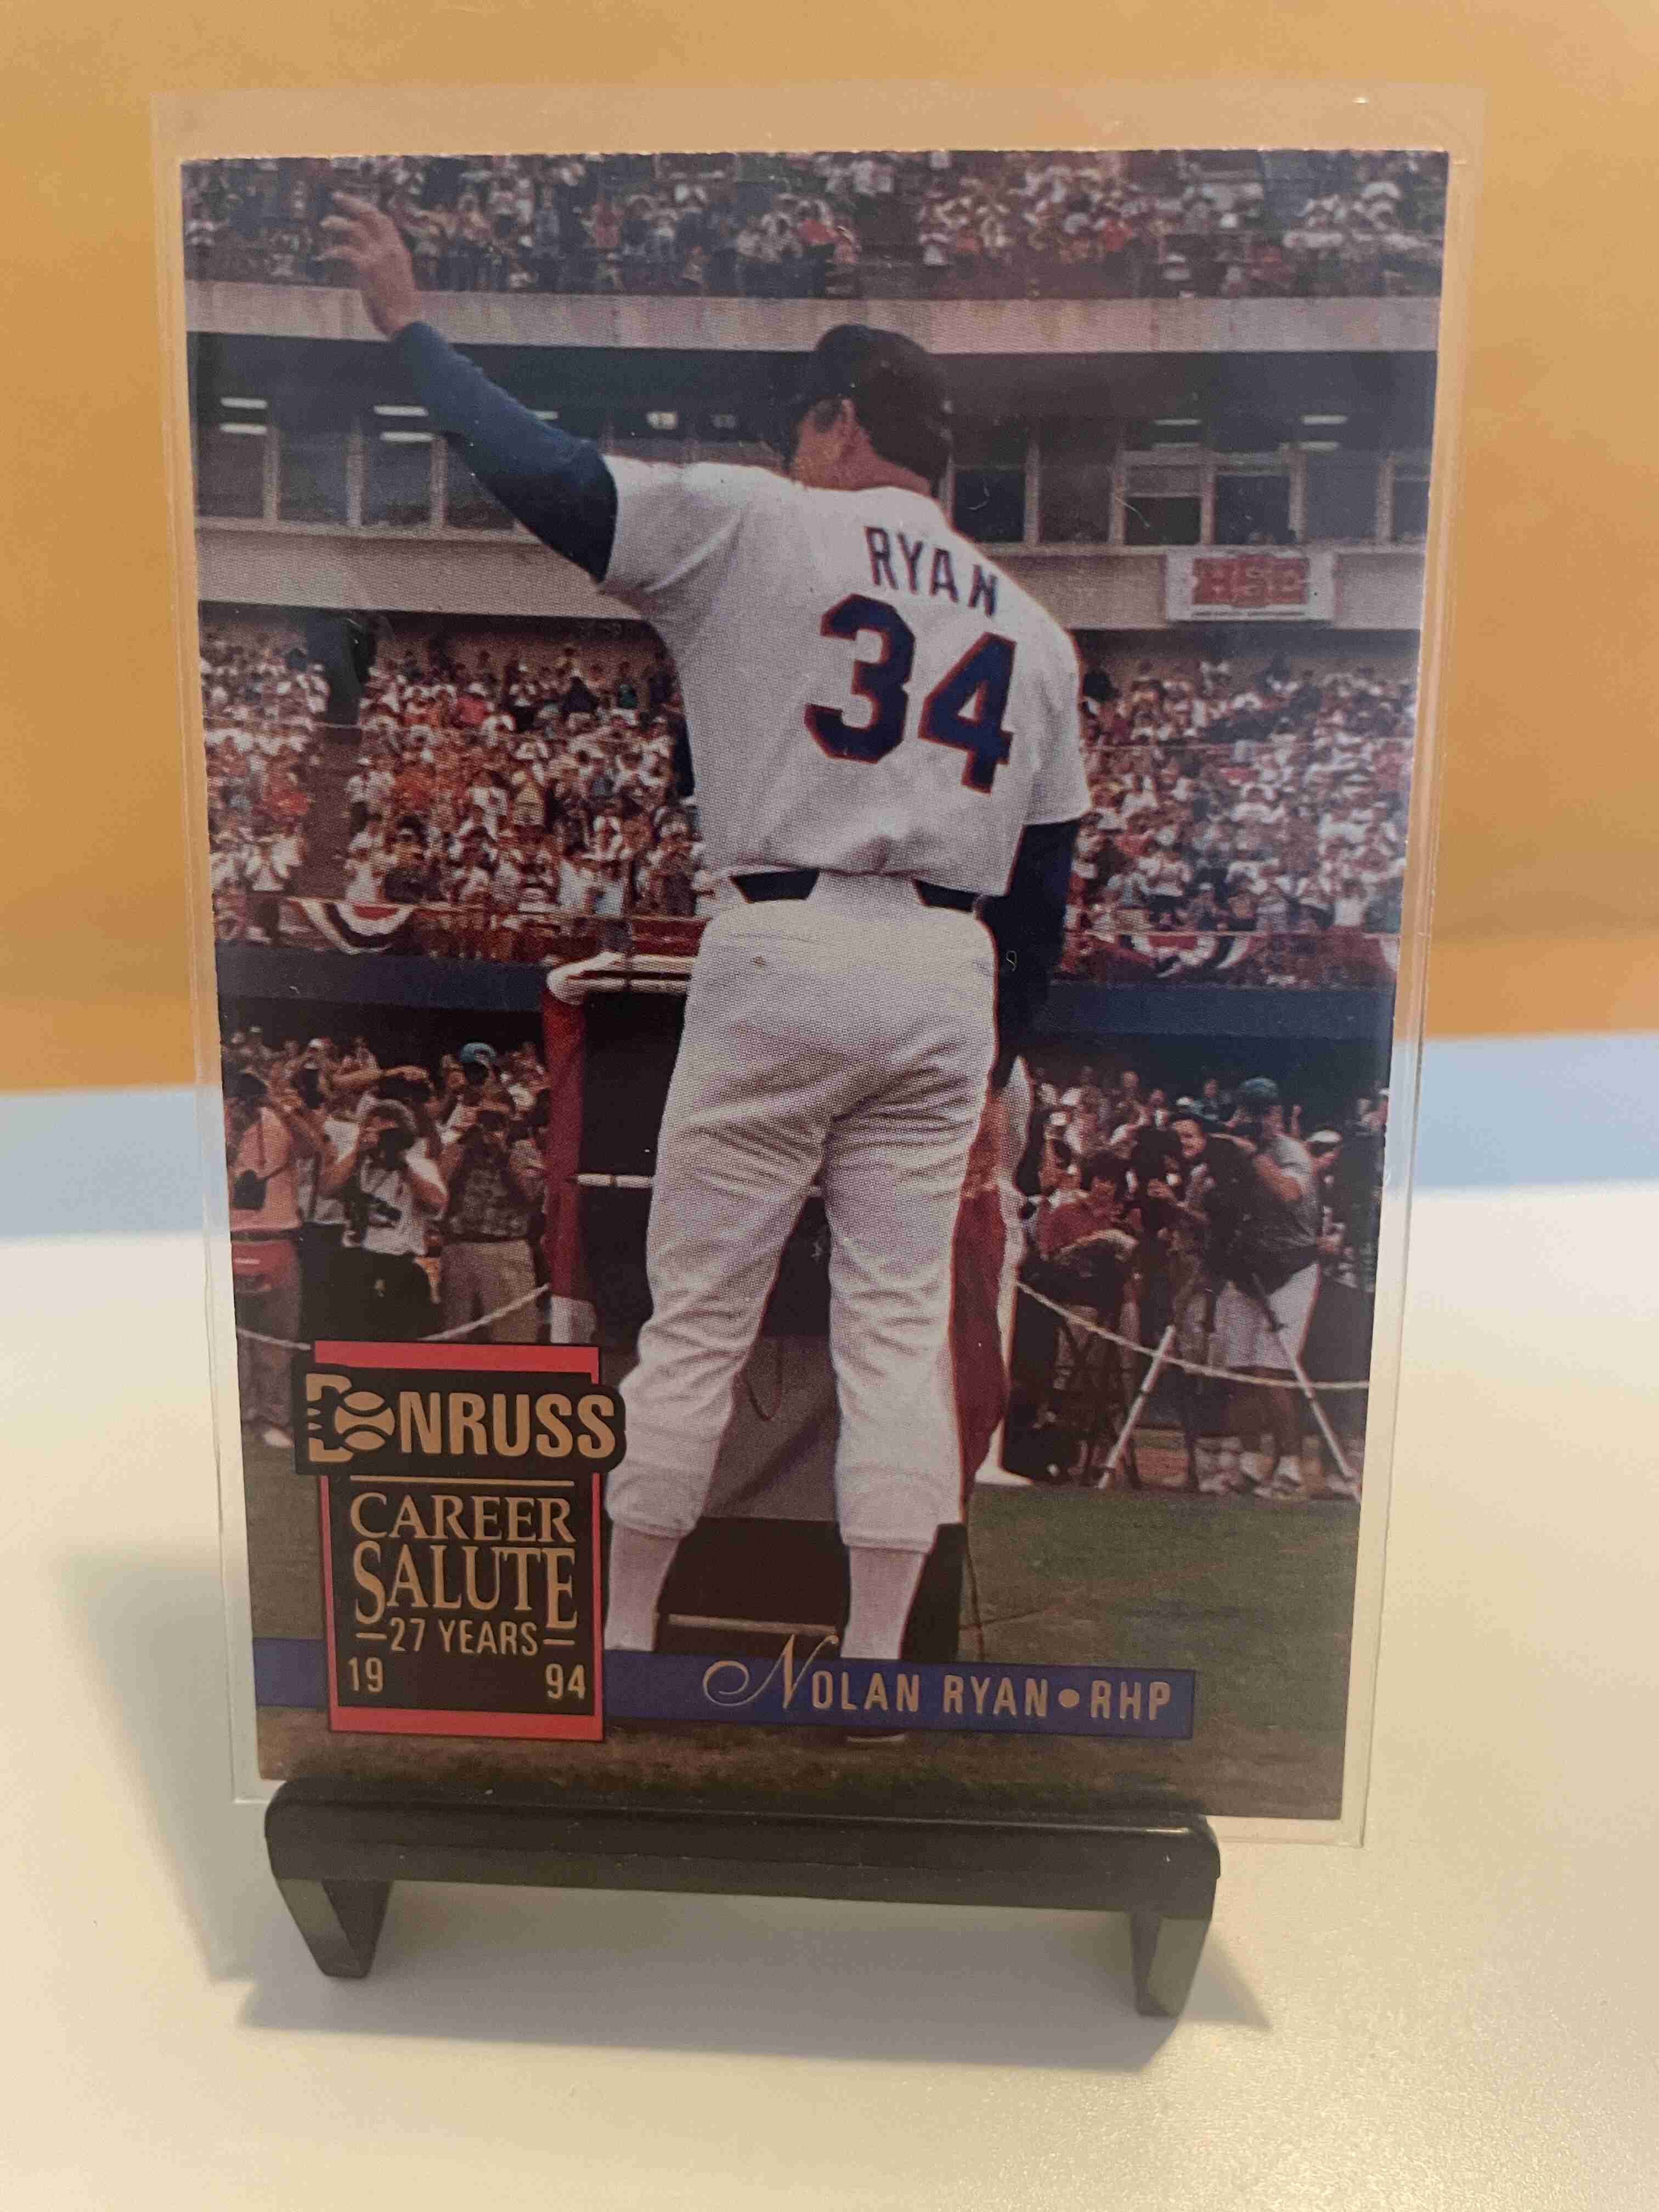 RYAN
34
DONRUSS
CAREER
SALUTE
27 YEARS
19 94
NOLAN RYAN • RHP